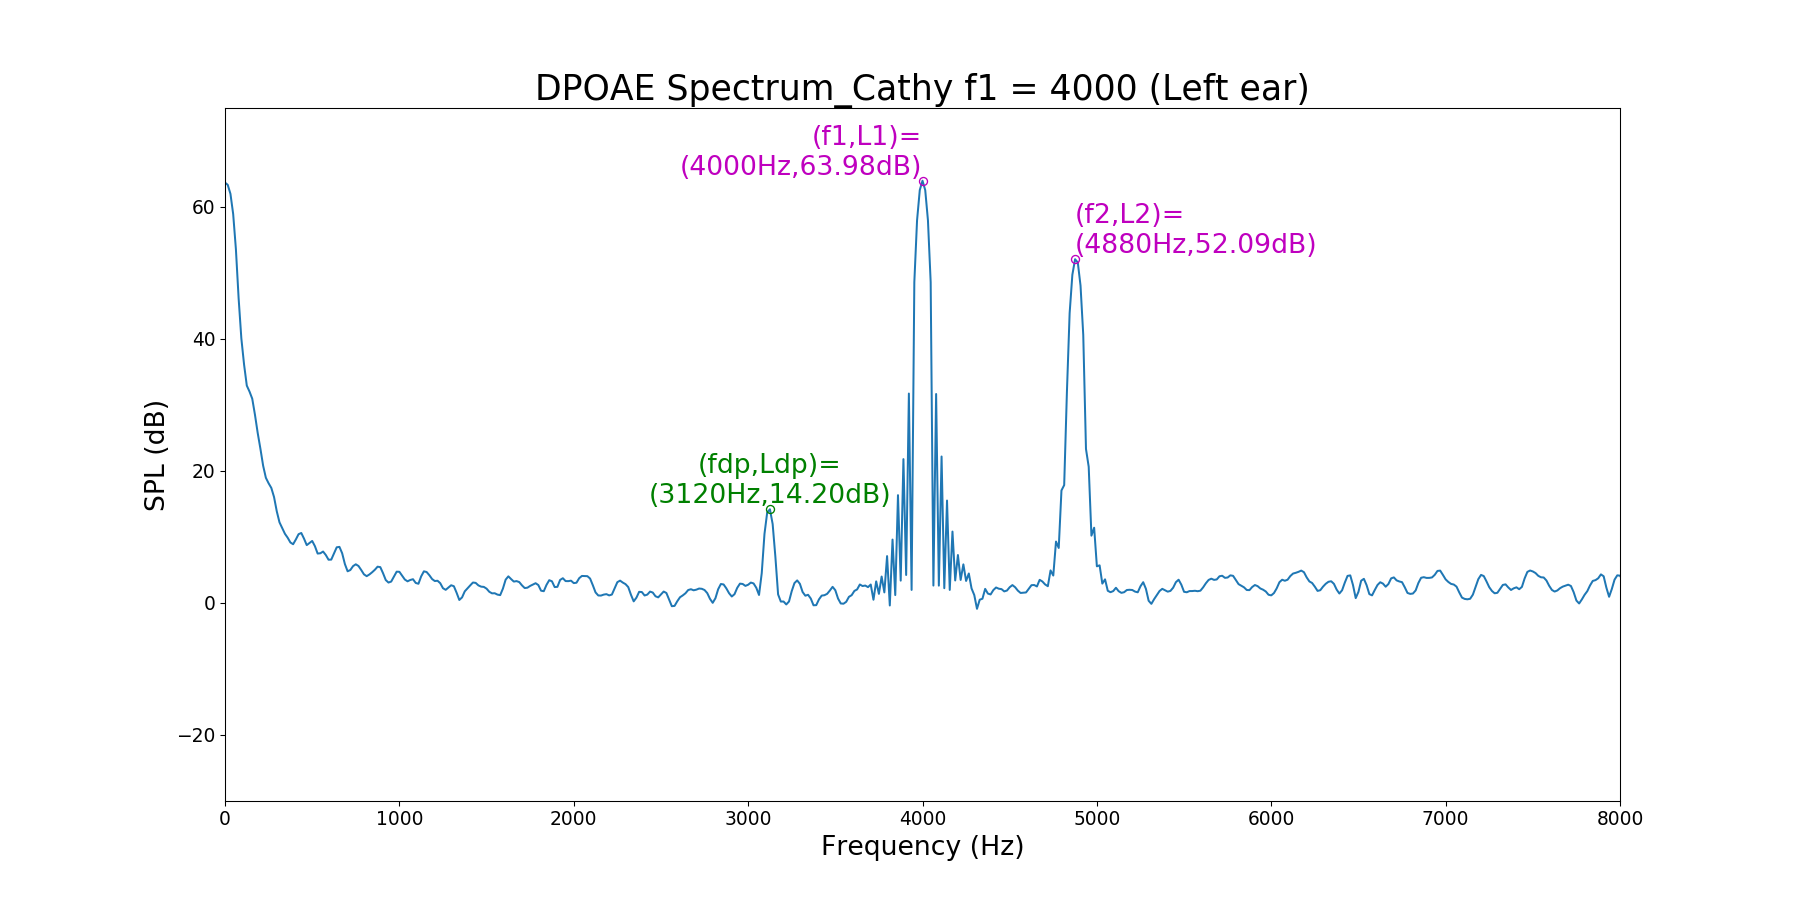 DPOAE Spectrum_Cathy f1 = 4000 (Left ear)
(f1,L1)=
(4000Hz,63.98dB)
(f2,L2)=
(4880Hz,52.09dB)
(fdp,Ldp)=
(3120Hz,14.20dB)
SPL (dB)
60
40
20
0
−20
0 1000 2000 3000 4000 5000 6000 7000 8000
Frequency (Hz)